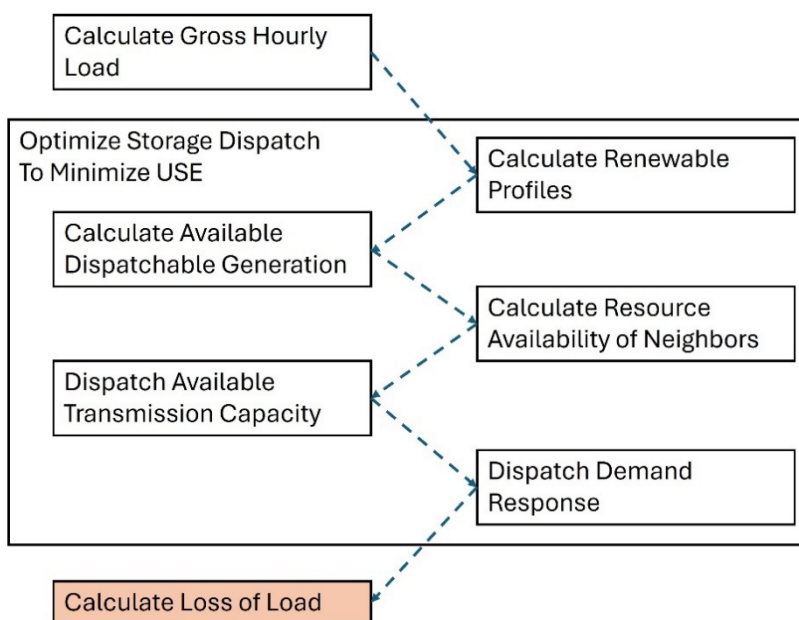 Calculate Gross Hourly
Load
Optimize Storage Dispatch
To Minimize USE
Calculate Renewable
Profiles
Calculate Available
Dispatchable Generation
Calculate Resource
Availability of Neighbors
Dispatch Available
Transmission Capacity
Dispatch Demand
Response
Calculate Loss of Load